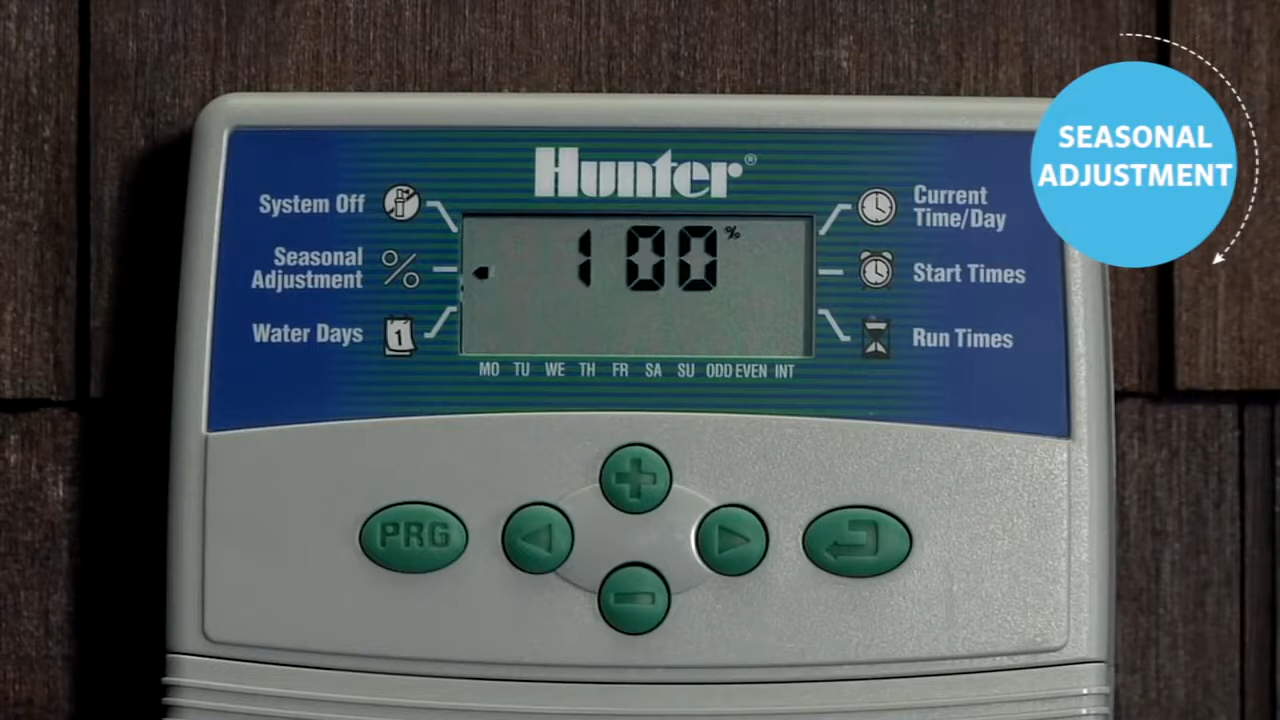 SEASONAL
ADJUSTMENT
Hunter®
System Off
Seasonal
Adjustment
%
Water Days
1
100%
Current
Time/Day
Start Times
Run Times
MO TU WE TH FR SA SU ODD EVEN INT
PRG